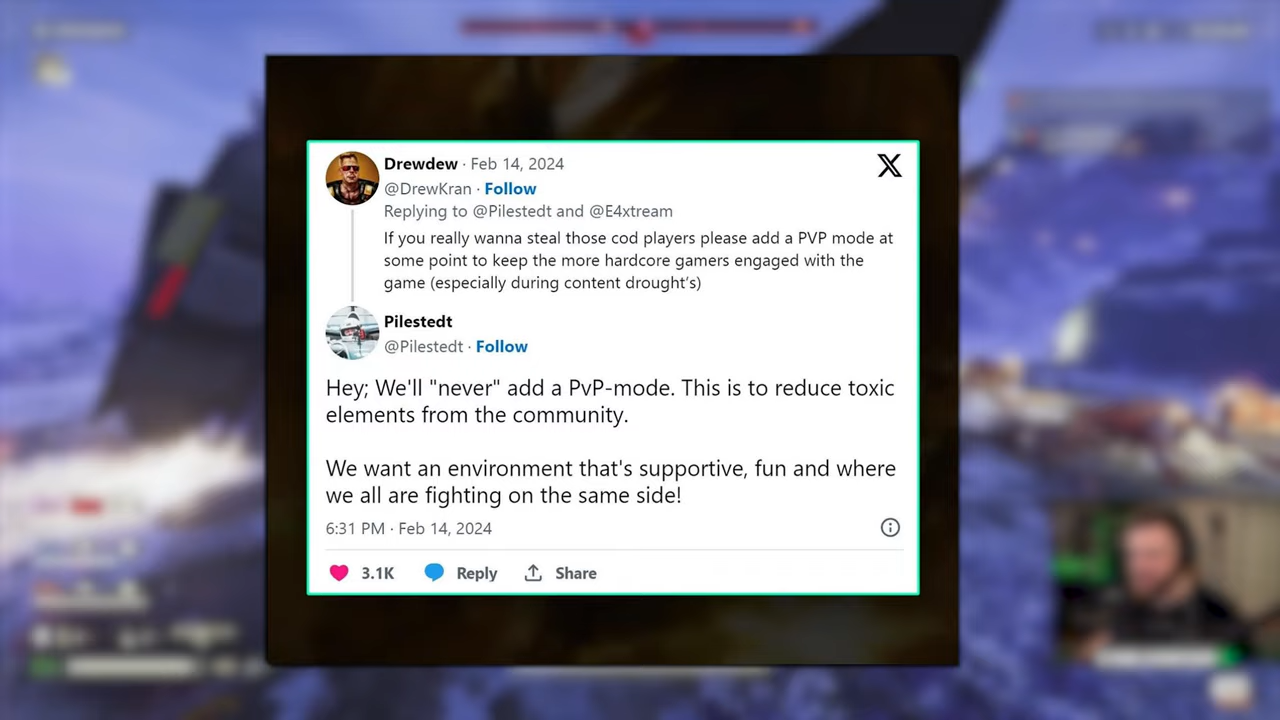 Drewdew · Feb 14, 2024
@DrewKran · Follow
Replying to @Pilestedt and @E4xtream
If you really wanna steal those cod players please add a PVP mode at
some point to keep the more hardcore gamers engaged with the
game (especially during content drought's)
Pilestedt
@Pilestedt · Follow
Hey; We'll "never" add a PvP-mode. This is to reduce toxic
elements from the community.
We want an environment that's supportive, fun and where
we all are fighting on the same side!
6:31 PM · Feb 14, 2024
3.1K Reply Share